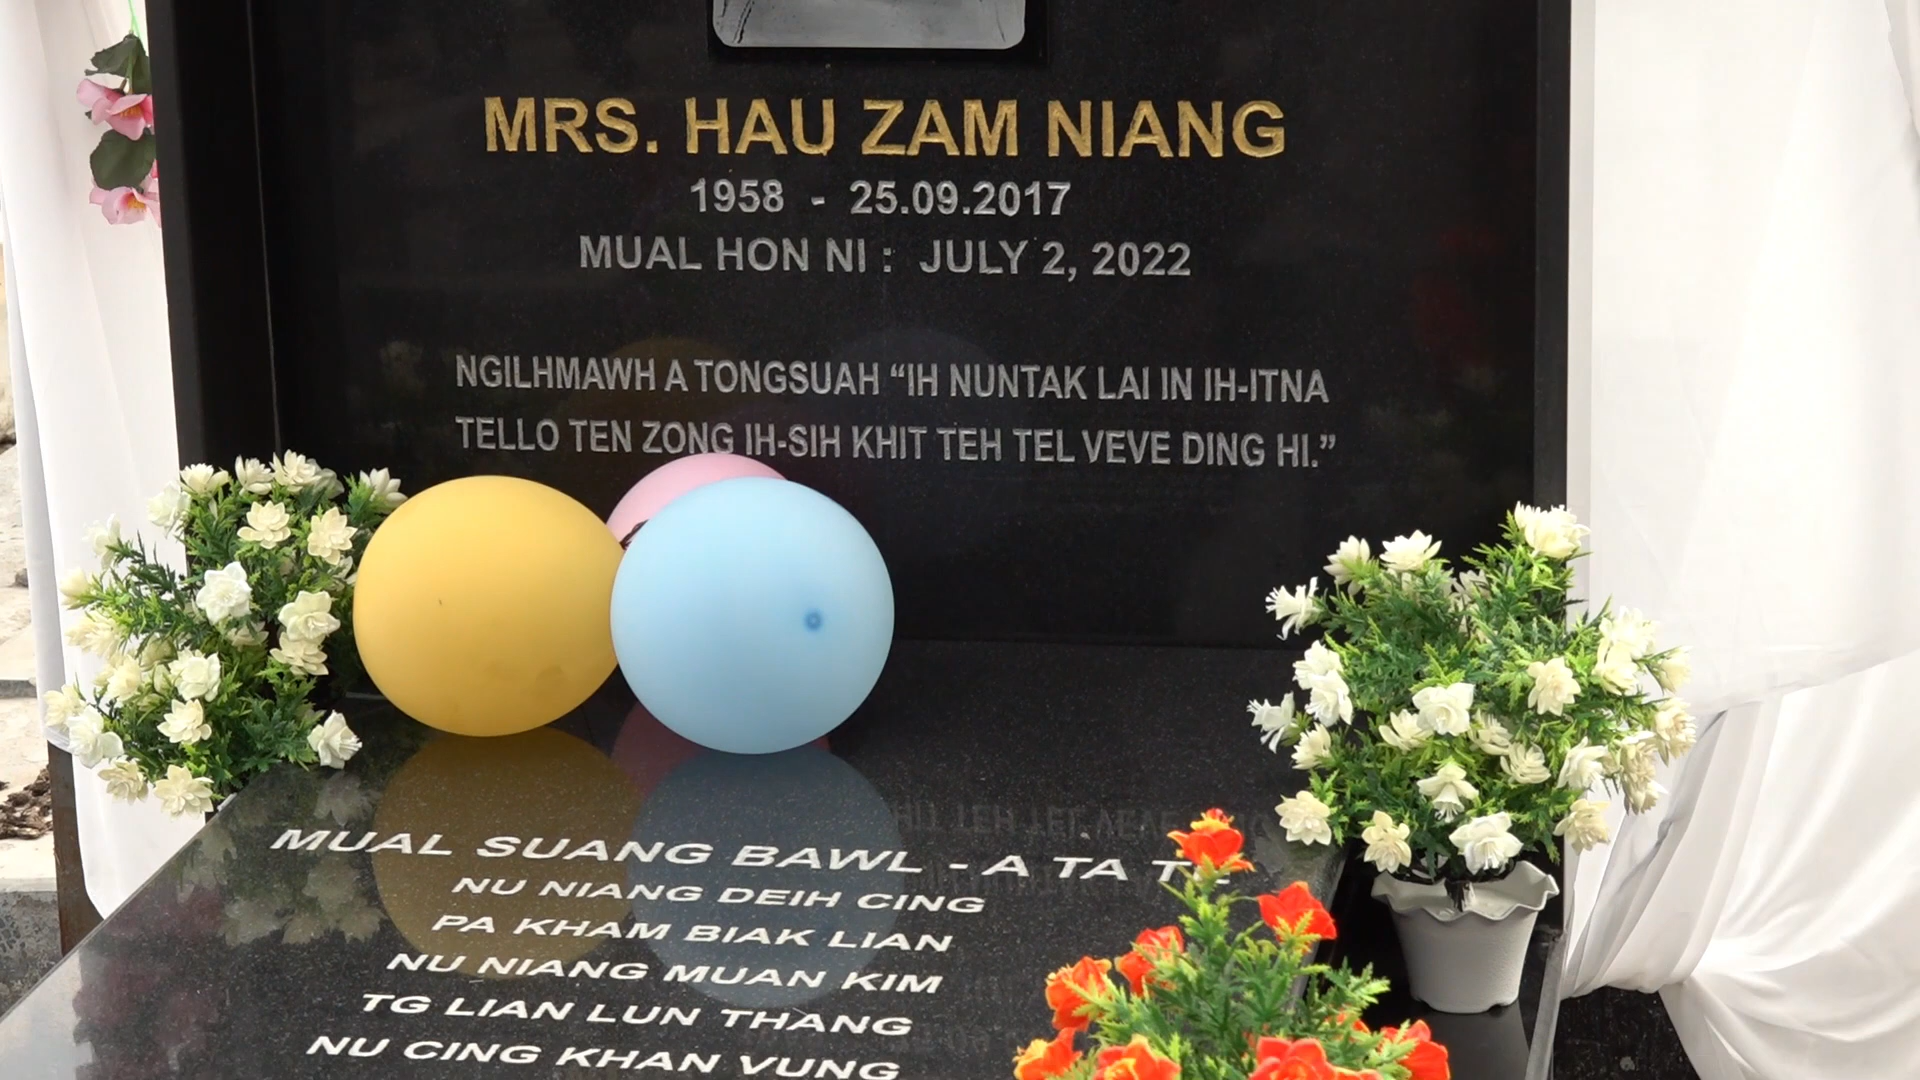 MRS. HAU ZAM NIANG
1958 - 25.09.2017
MUAL HON NI : JULY 2, 2022
NGILHMAWH A TONGSUAH “IH NUNTAK LAI IN IH-ITNA
TELLO TEN ZONG IH-SIH KHIT TEH TEL VEVE DING HI.”
MUAL SUANG BAWL - A TA
NU NIANG DEIH CING
PA KHAM BIAK LIAN
NU NIANG MUAN KIM
TG LIAN LUN THANG
NU CING KHAN VUNG